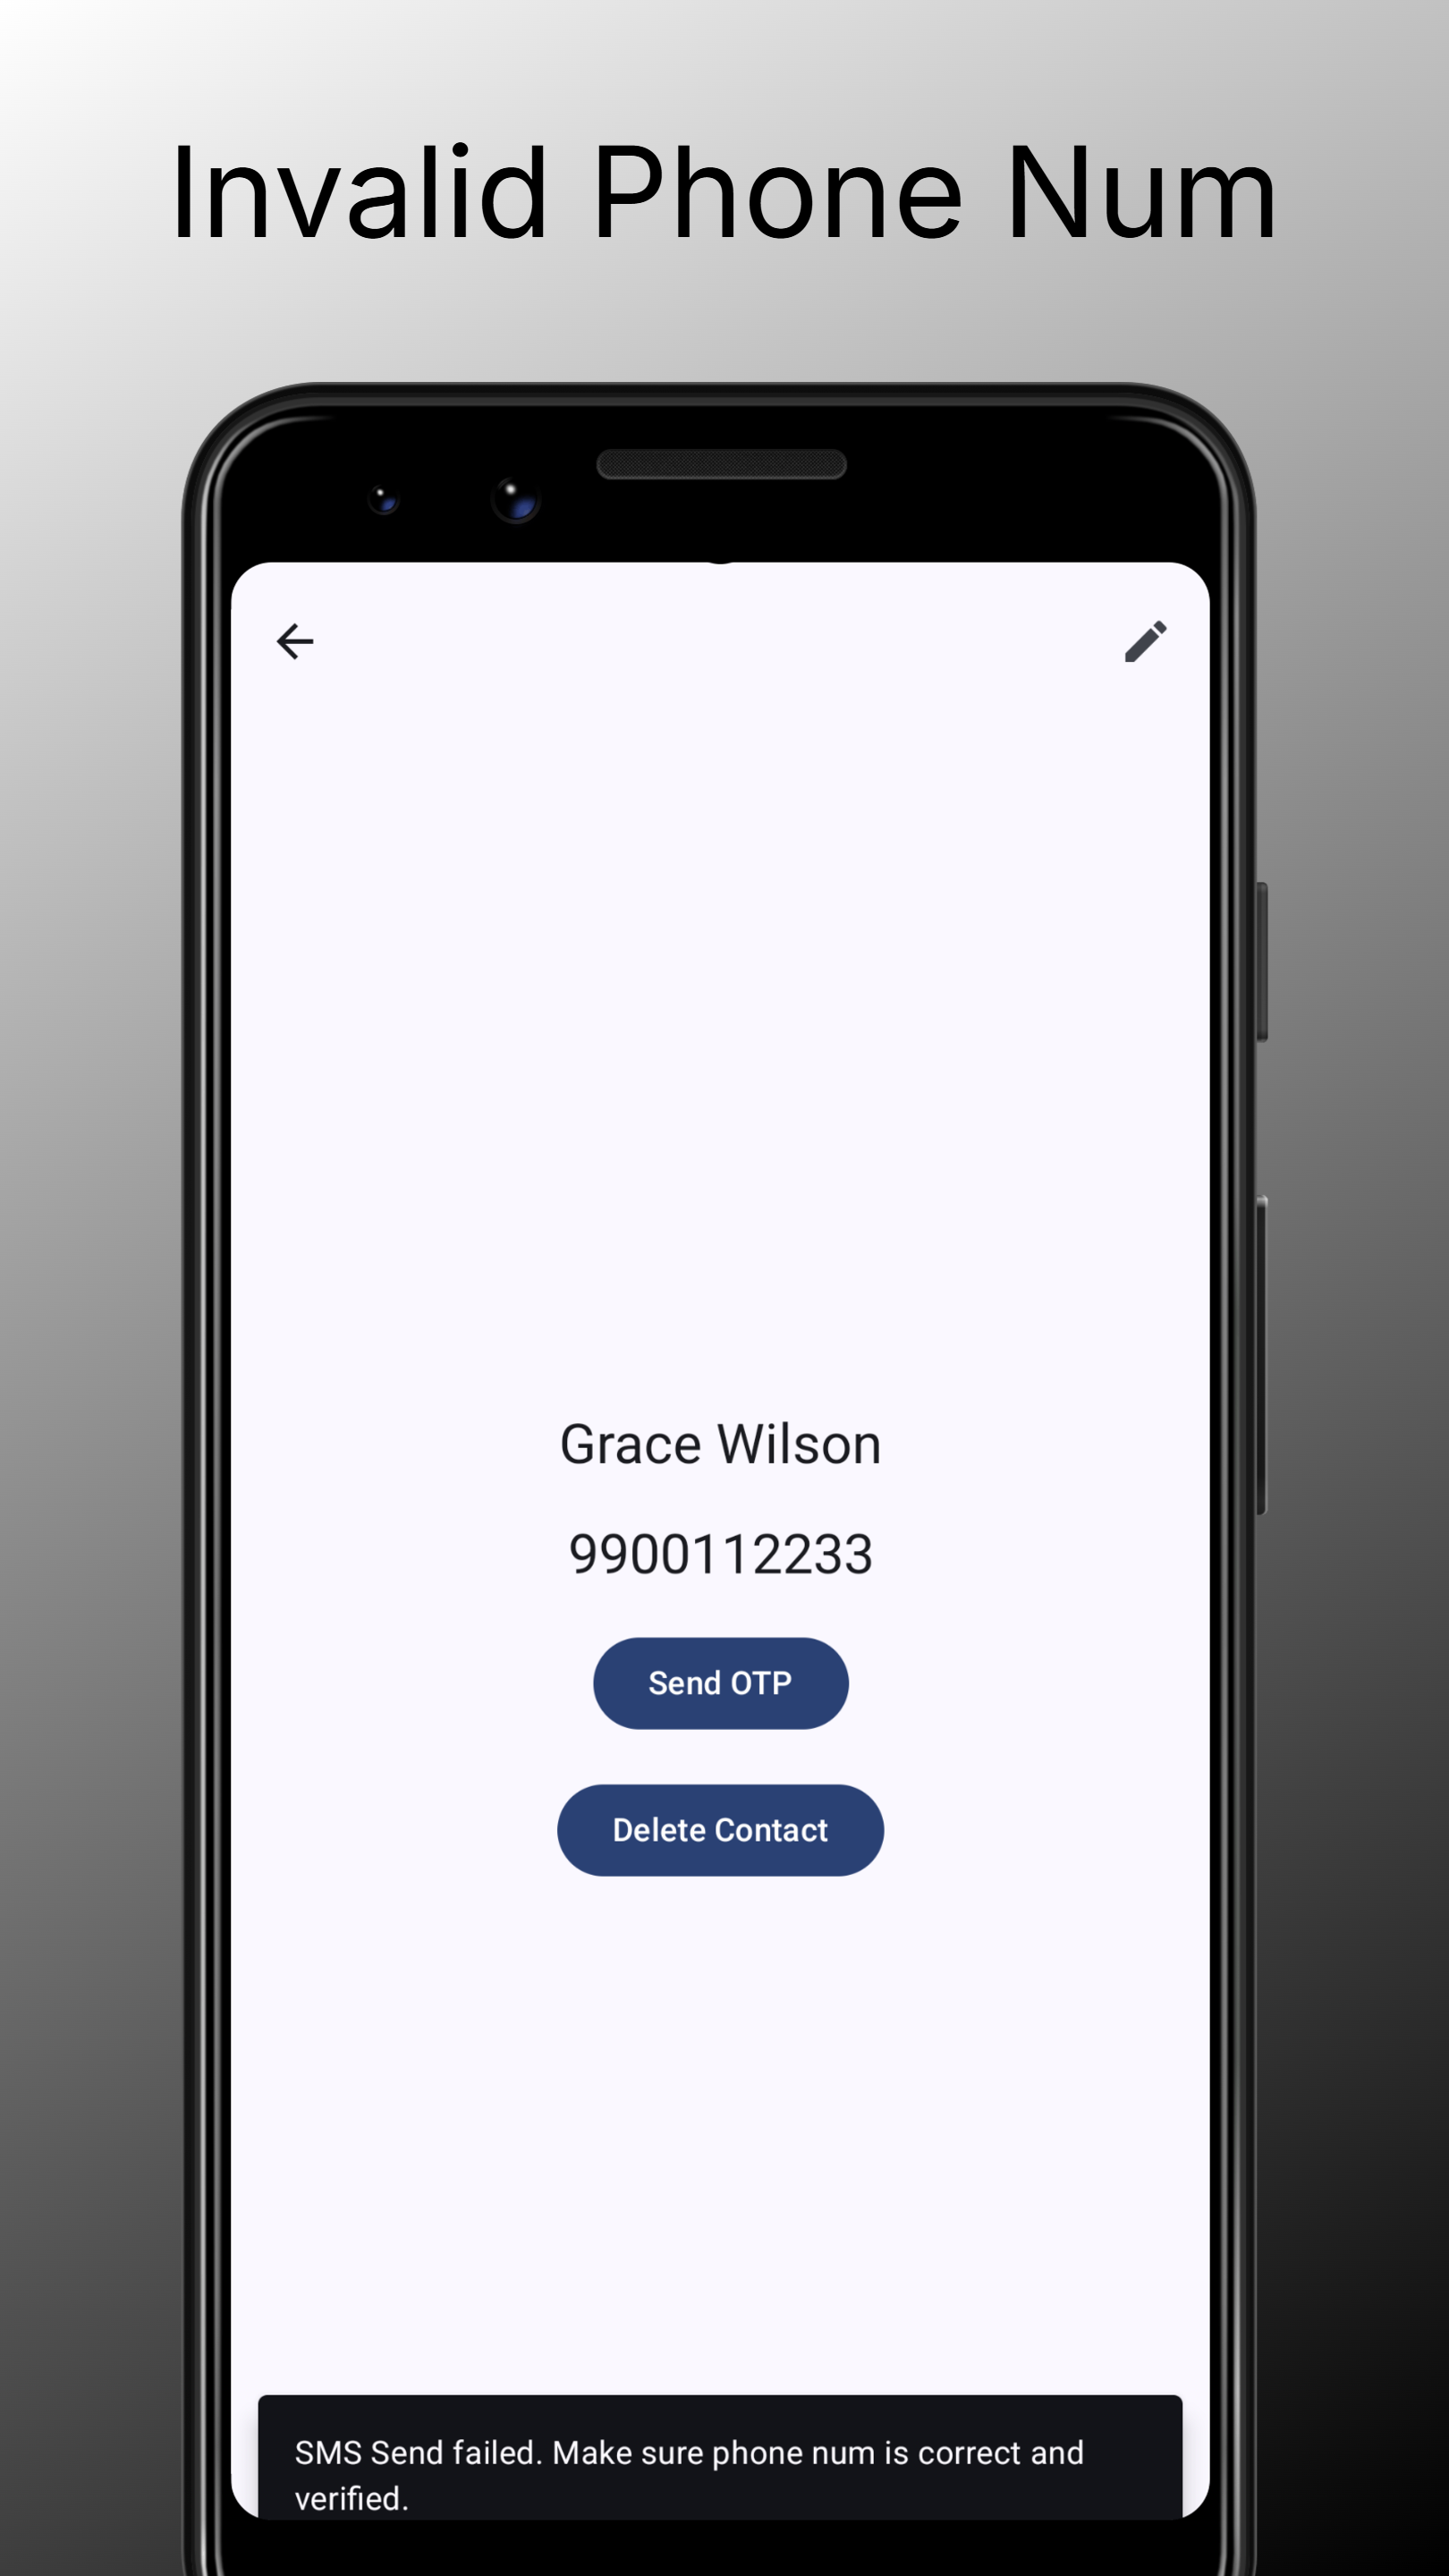 Invalid Phone Num
Grace Wilson
9900112233
Send OTP
Delete Contact
SMS Send failed. Make sure phone num is correct and
verified.